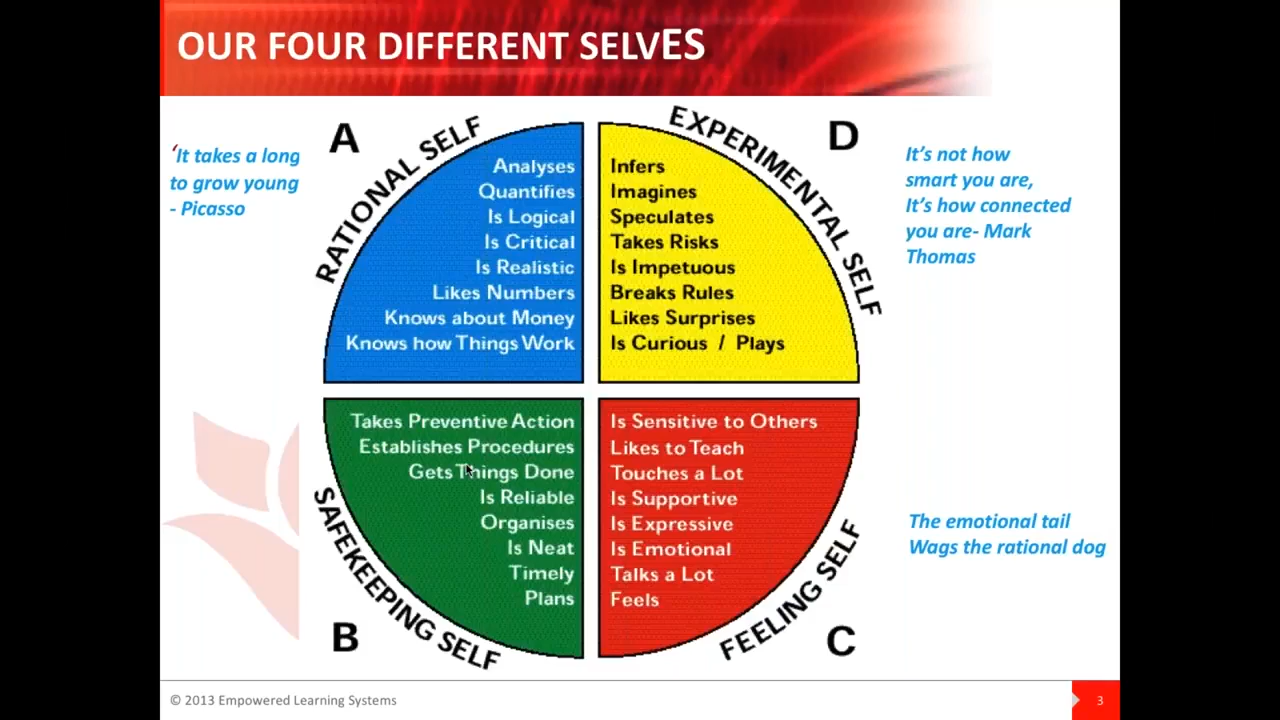 OUR FOUR DIFFERENT SELVES
‘It takes a long
to grow young
- Picasso
A
RATIONAL SELF
Analyses
Quantifies
Is Logical
Is Critical
Is Realistic
Likes Numbers
Knows about Money
Knows how Things Work
EXPERIMENTAL SELF
D
Infers
Imagines
Speculates
Takes Risks
Is Impetuous
Breaks Rules
Likes Surprises
Is Curious / Plays
It’s not how
smart you are,
It’s how connected
you are- Mark
Thomas
Takes Preventive Action
Establishes Procedures
Gets Things Done
Is Reliable
Organises
Is Neat
Timely
Plans
SAFEKEEPING SELF
B
Is Sensitive to Others
Likes to Teach
Touches a Lot
Is Supportive
Is Expressive
Is Emotional
Talks a Lot
Feels
FEELING SELF
C
The emotional tail
Wags the rational dog
© 2013 Empowered Learning Systems
3